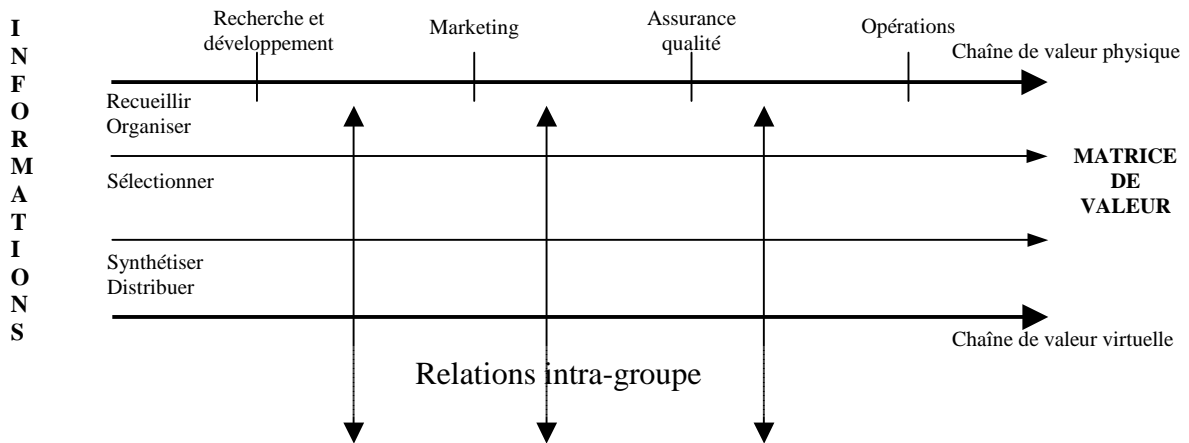 INFORMATIONS
Recherche et
développement
Marketing
Assurance
qualité
Opérations
Chaîne de valeur physique
Recueillir
Organiser
Sélectionner
MATRICE
DE
VALEUR
Synthétiser
Distribuer
Chaîne de valeur virtuelle
Relations intra-groupe